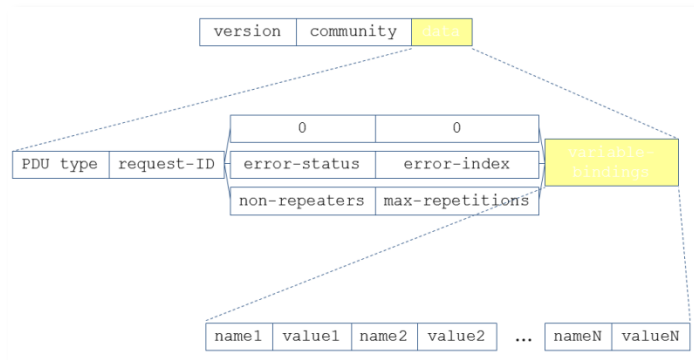 version community data
0 0
PDU type request-ID error-status error-index variable-
bindings
non-repeaters max-repetitions
name1 value1 name2 value2 ... nameN valueN